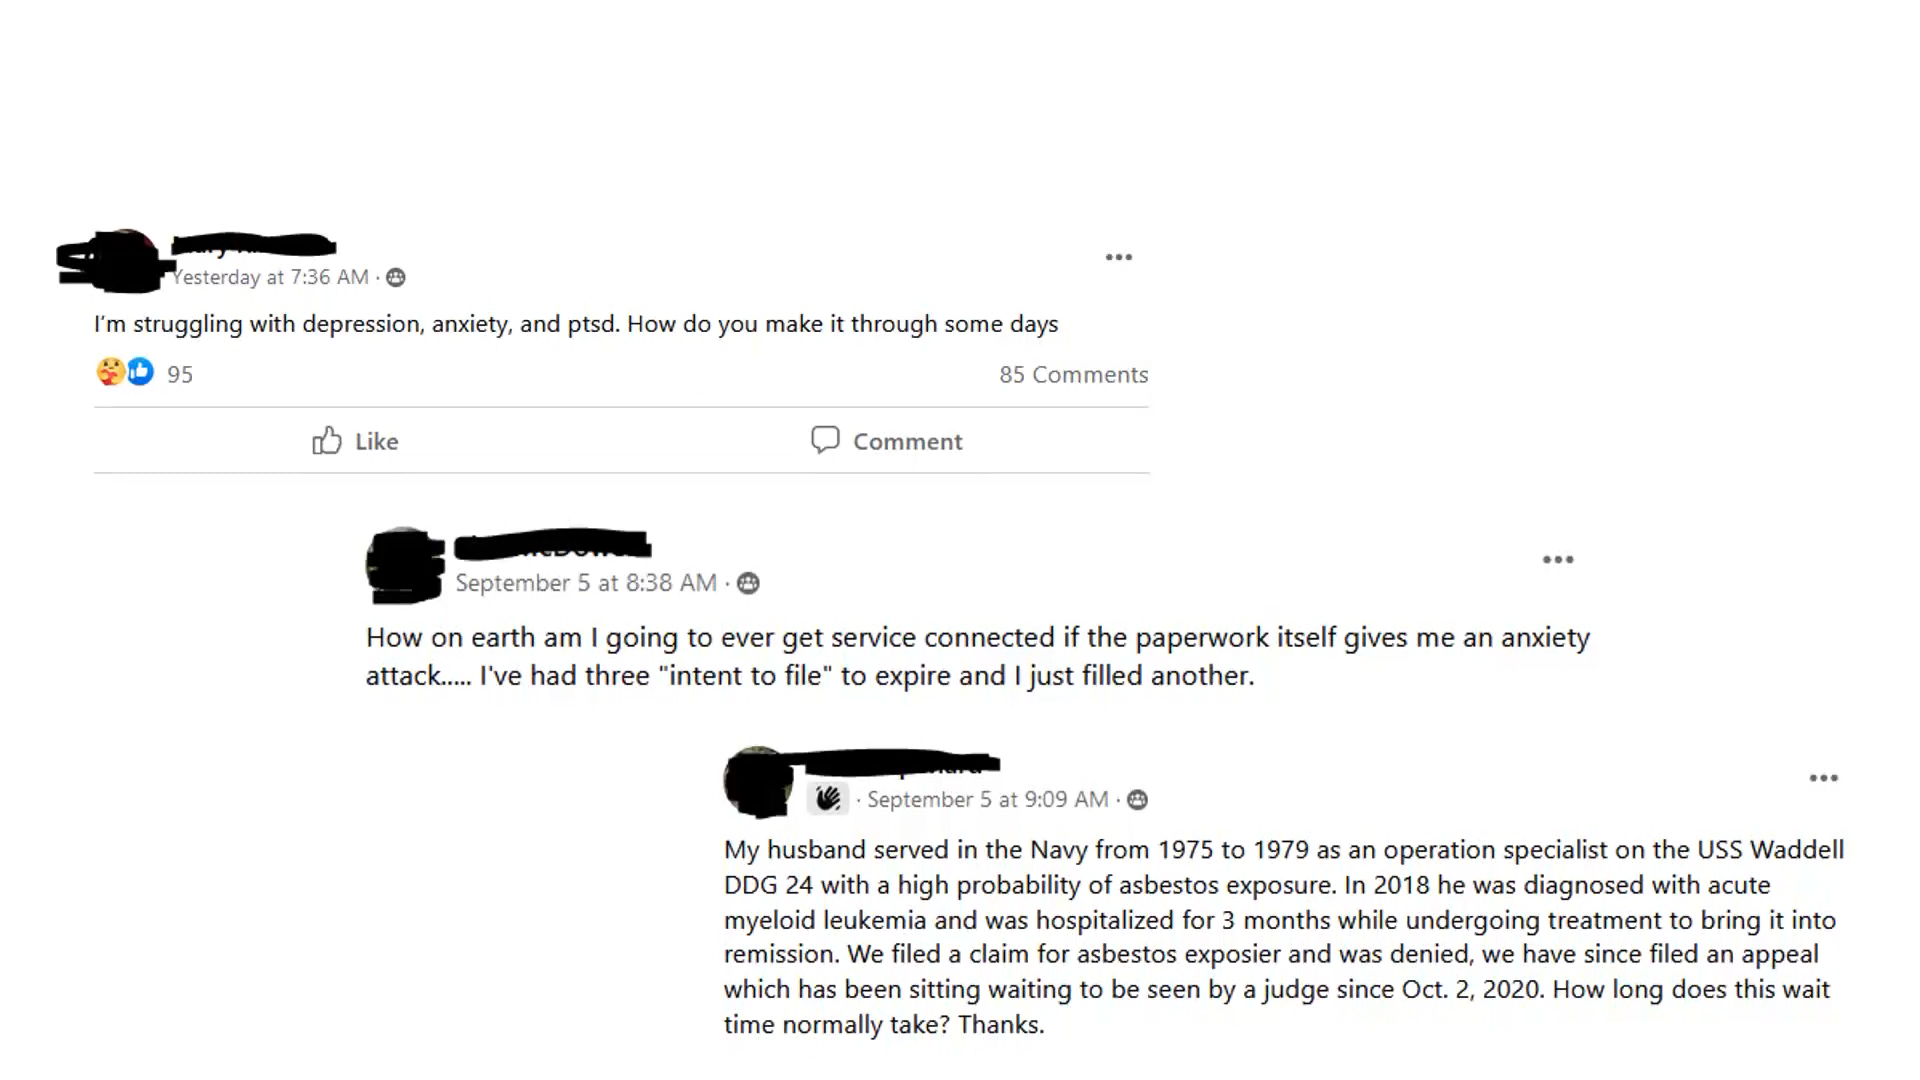 Yesterday at 7:36 AM ·
I'm struggling with depression, anxiety, and ptsd. How do you make it through some days
95
85 Comments
Like
Comment
September 5 at 8:38 AM ·
How on earth am I going to ever get service connected if the paperwork itself gives me an anxiety
attack..... I've had three "intent to file" to expire and I just filled another.
· September 5 at 9:09 AM ·
My husband served in the Navy from 1975 to 1979 as an operation specialist on the USS Waddell
DDG 24 with a high probability of asbestos exposure. In 2018 he was diagnosed with acute
myeloid leukemia and was hospitalized for 3 months while undergoing treatment to bring it into
remission. We filed a claim for asbestos exposier and was denied, we have since filed an appeal
which has been sitting waiting to be seen by a judge since Oct. 2, 2020. How long does this wait
time normally take? Thanks.